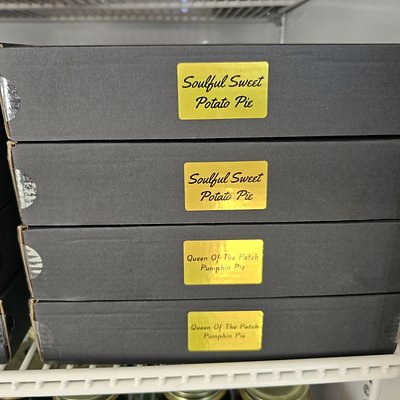 Soulful Sweet
Potato Pie
Soulful Sweet
Potato Pie
Queen Of The Patch
Pumpkin Pie
Queen Of The Patch
Pumpkin Pie